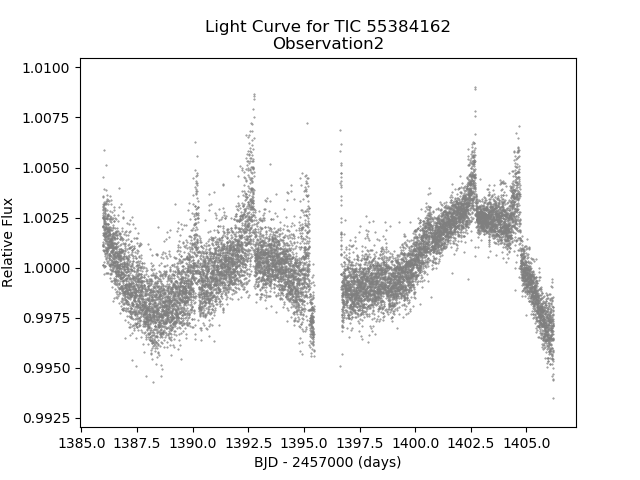 Light Curve for TIC 55384162
Observation2
1.0100
1.0075
1.0050
1.0025
1.0000
0.9975
0.9950
0.9925
Relative Flux
1385.0 1387.5 1390.0 1392.5 1395.0 1397.5 1400.0 1402.5 1405.0
BJD - 2457000 (days)